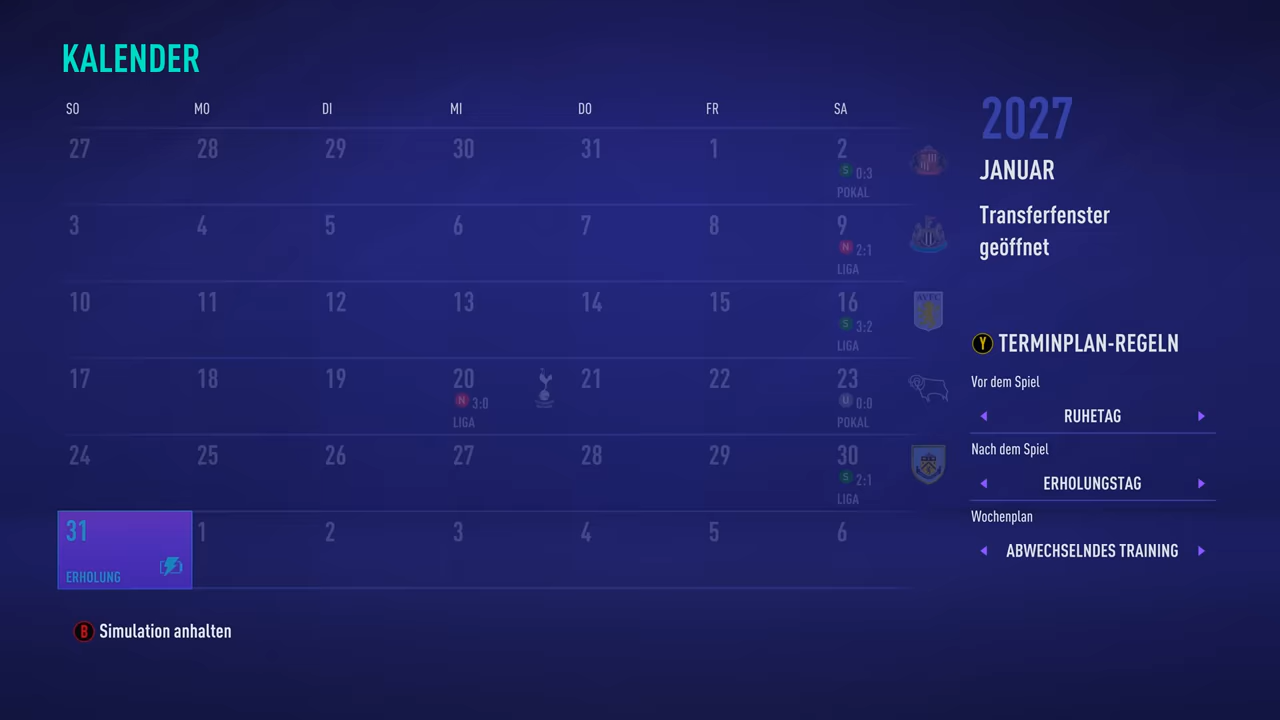 KALENDER
SO MO DI MI DO FR SA
27 28 29 30 31 1 2
S 0:3
POKAL
3 4 5 6 7 8 9
N 2:1
LIGA
10 11 12 13 14 15 16
AVFC
S 3:2
LIGA
17 18 19 20 21 22 23
N 3:0 U 0:0
LIGA POKAL
24 25 26 27 28 29 30
S 2:1
LIGA
31 1 2 3 4 5 6
ERHOLUNG
B Simulation anhalten
2027
JANUAR
Transferfenster
geöffnet
Y TERMINPLAN-REGELN
Vor dem Spiel
RUHETAG
Nach dem Spiel
ERHOLUNGSTAG
Wochenplan
ABWECHSELNDES TRAINING